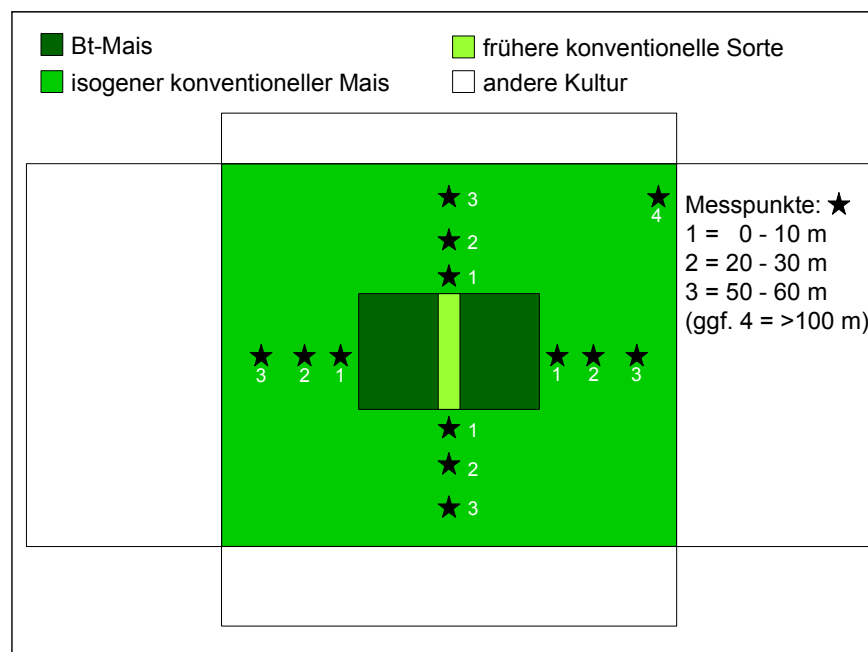 Bt-Mais
frühere konventionelle Sorte
isogener konventioneller Mais
andere Kultur
3
4
2
1
Messpunkte: ★
1 = 0 - 10 m
2 = 20 - 30 m
3 = 50 - 60 m
(ggf. 4 = >100 m)
3 2 1
1 2 3
1
2
3